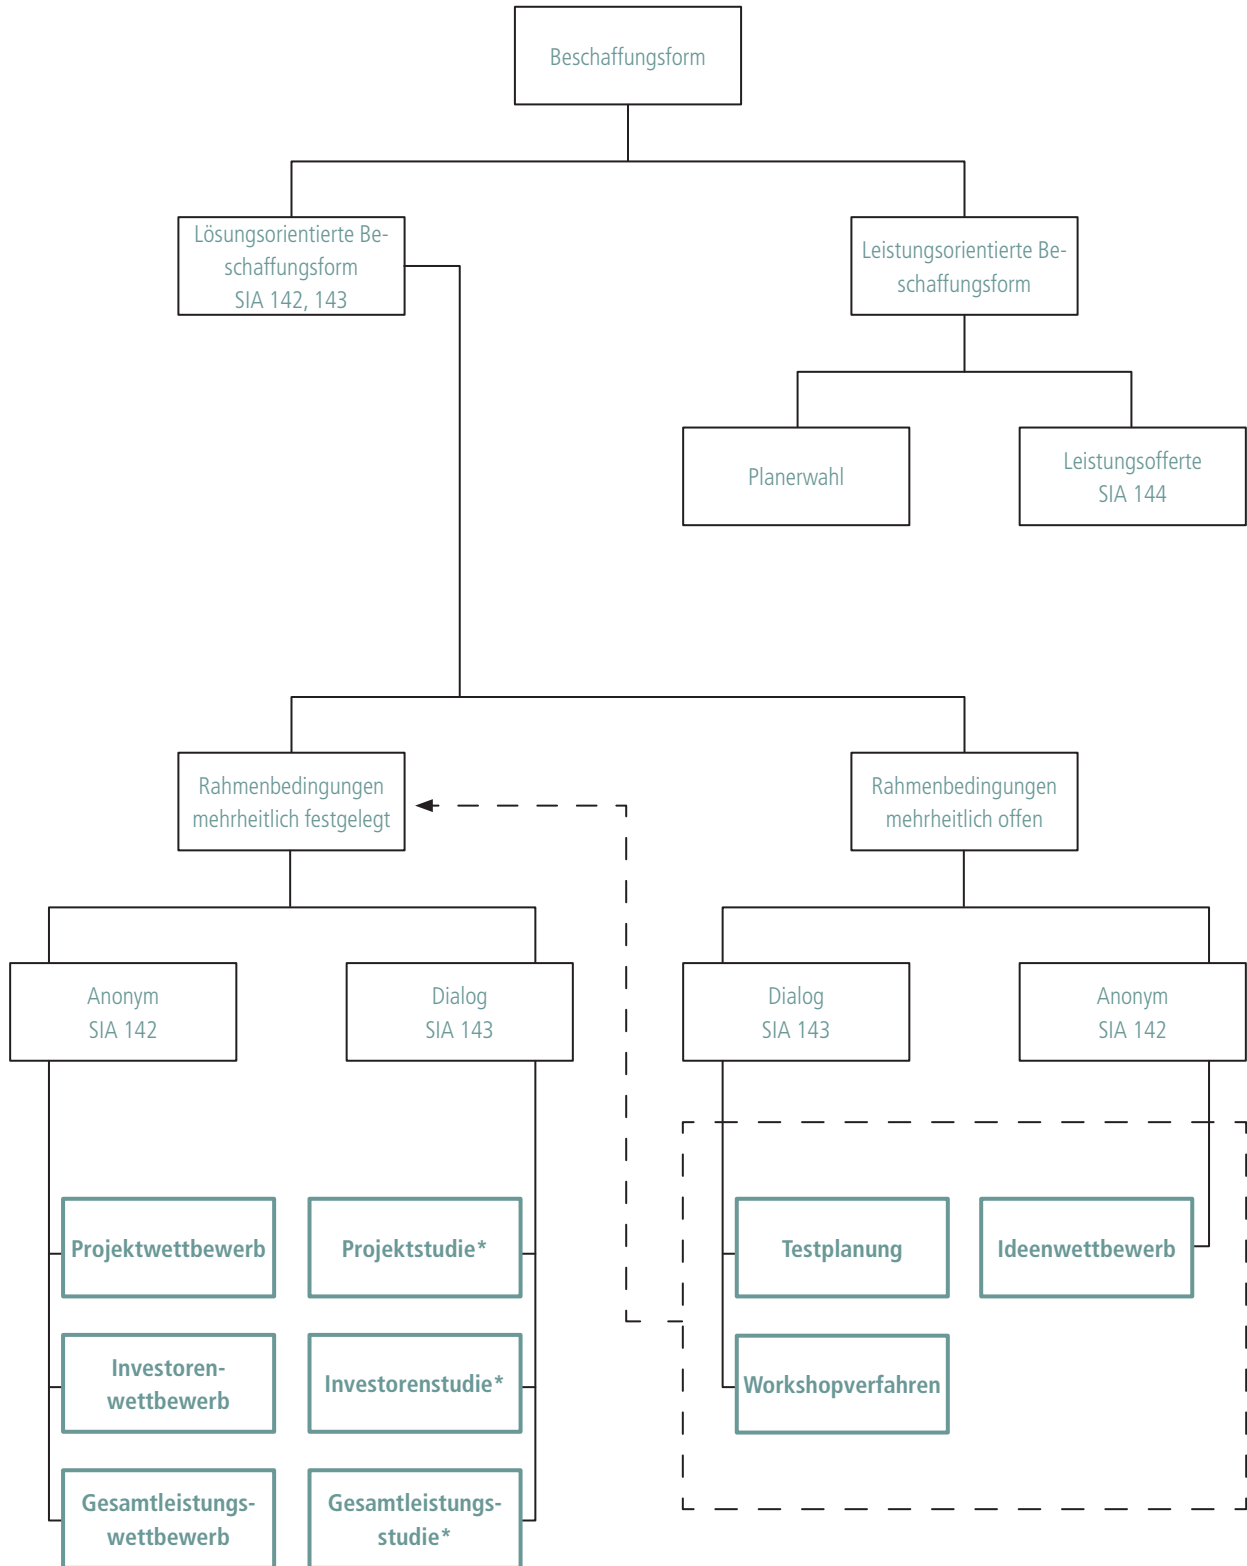 Beschaffungsform
Lösungsorientierte Be-
schaffungsform
SIA 142, 143
Leistungsorientierte Be-
schaffungsform
Planerwahl
Leistungsofferte
SIA 144
Rahmenbedingungen
mehrheitlich festgelegt
Rahmenbedingungen
mehrheitlich offen
Anonym
SIA 142
Dialog
SIA 143
Dialog
SIA 143
Anonym
SIA 142
Projektwettbewerb
Projektstudie*
Testplanung
Ideenwettbewerb
Investoren-
wettbewerb
Investorenstudie*
Workshopverfahren
Gesamtleistungs-
wettbewerb
Gesamtleistungs-
studie*